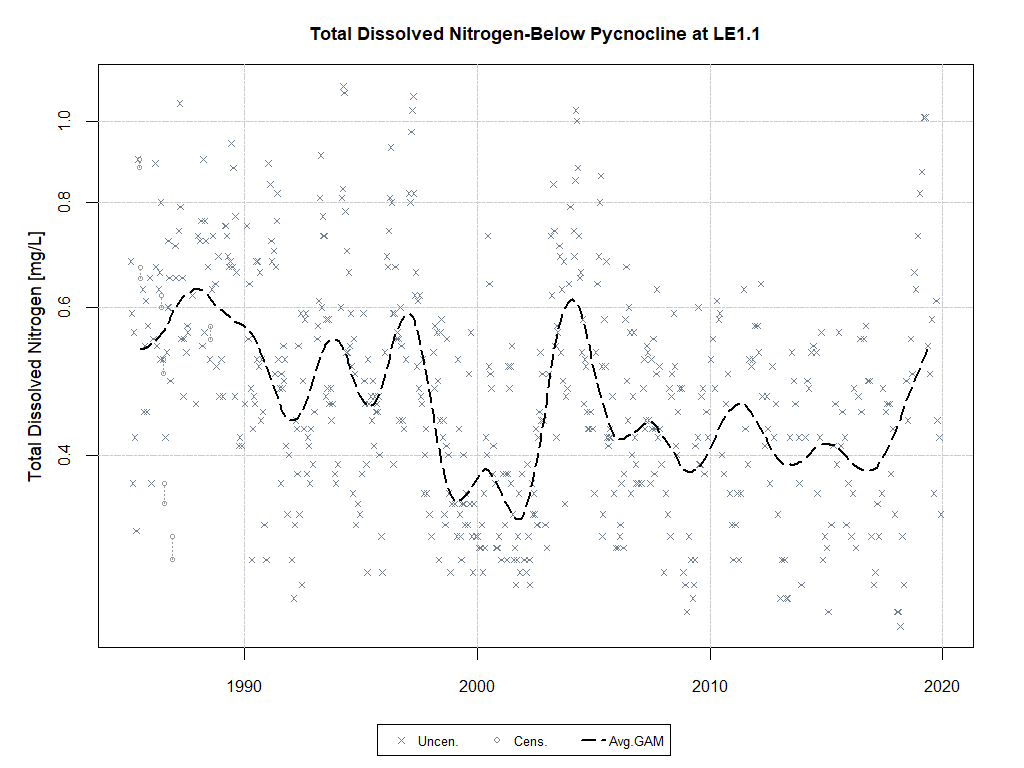 Total Dissolved Nitrogen-Below Pycnocline at LE1.1
Total Dissolved Nitrogen [mg/L]
1.0
0.8
0.6
0.4
1990
2000
2010
2020
Uncen.
Cens.
Avg.GAM